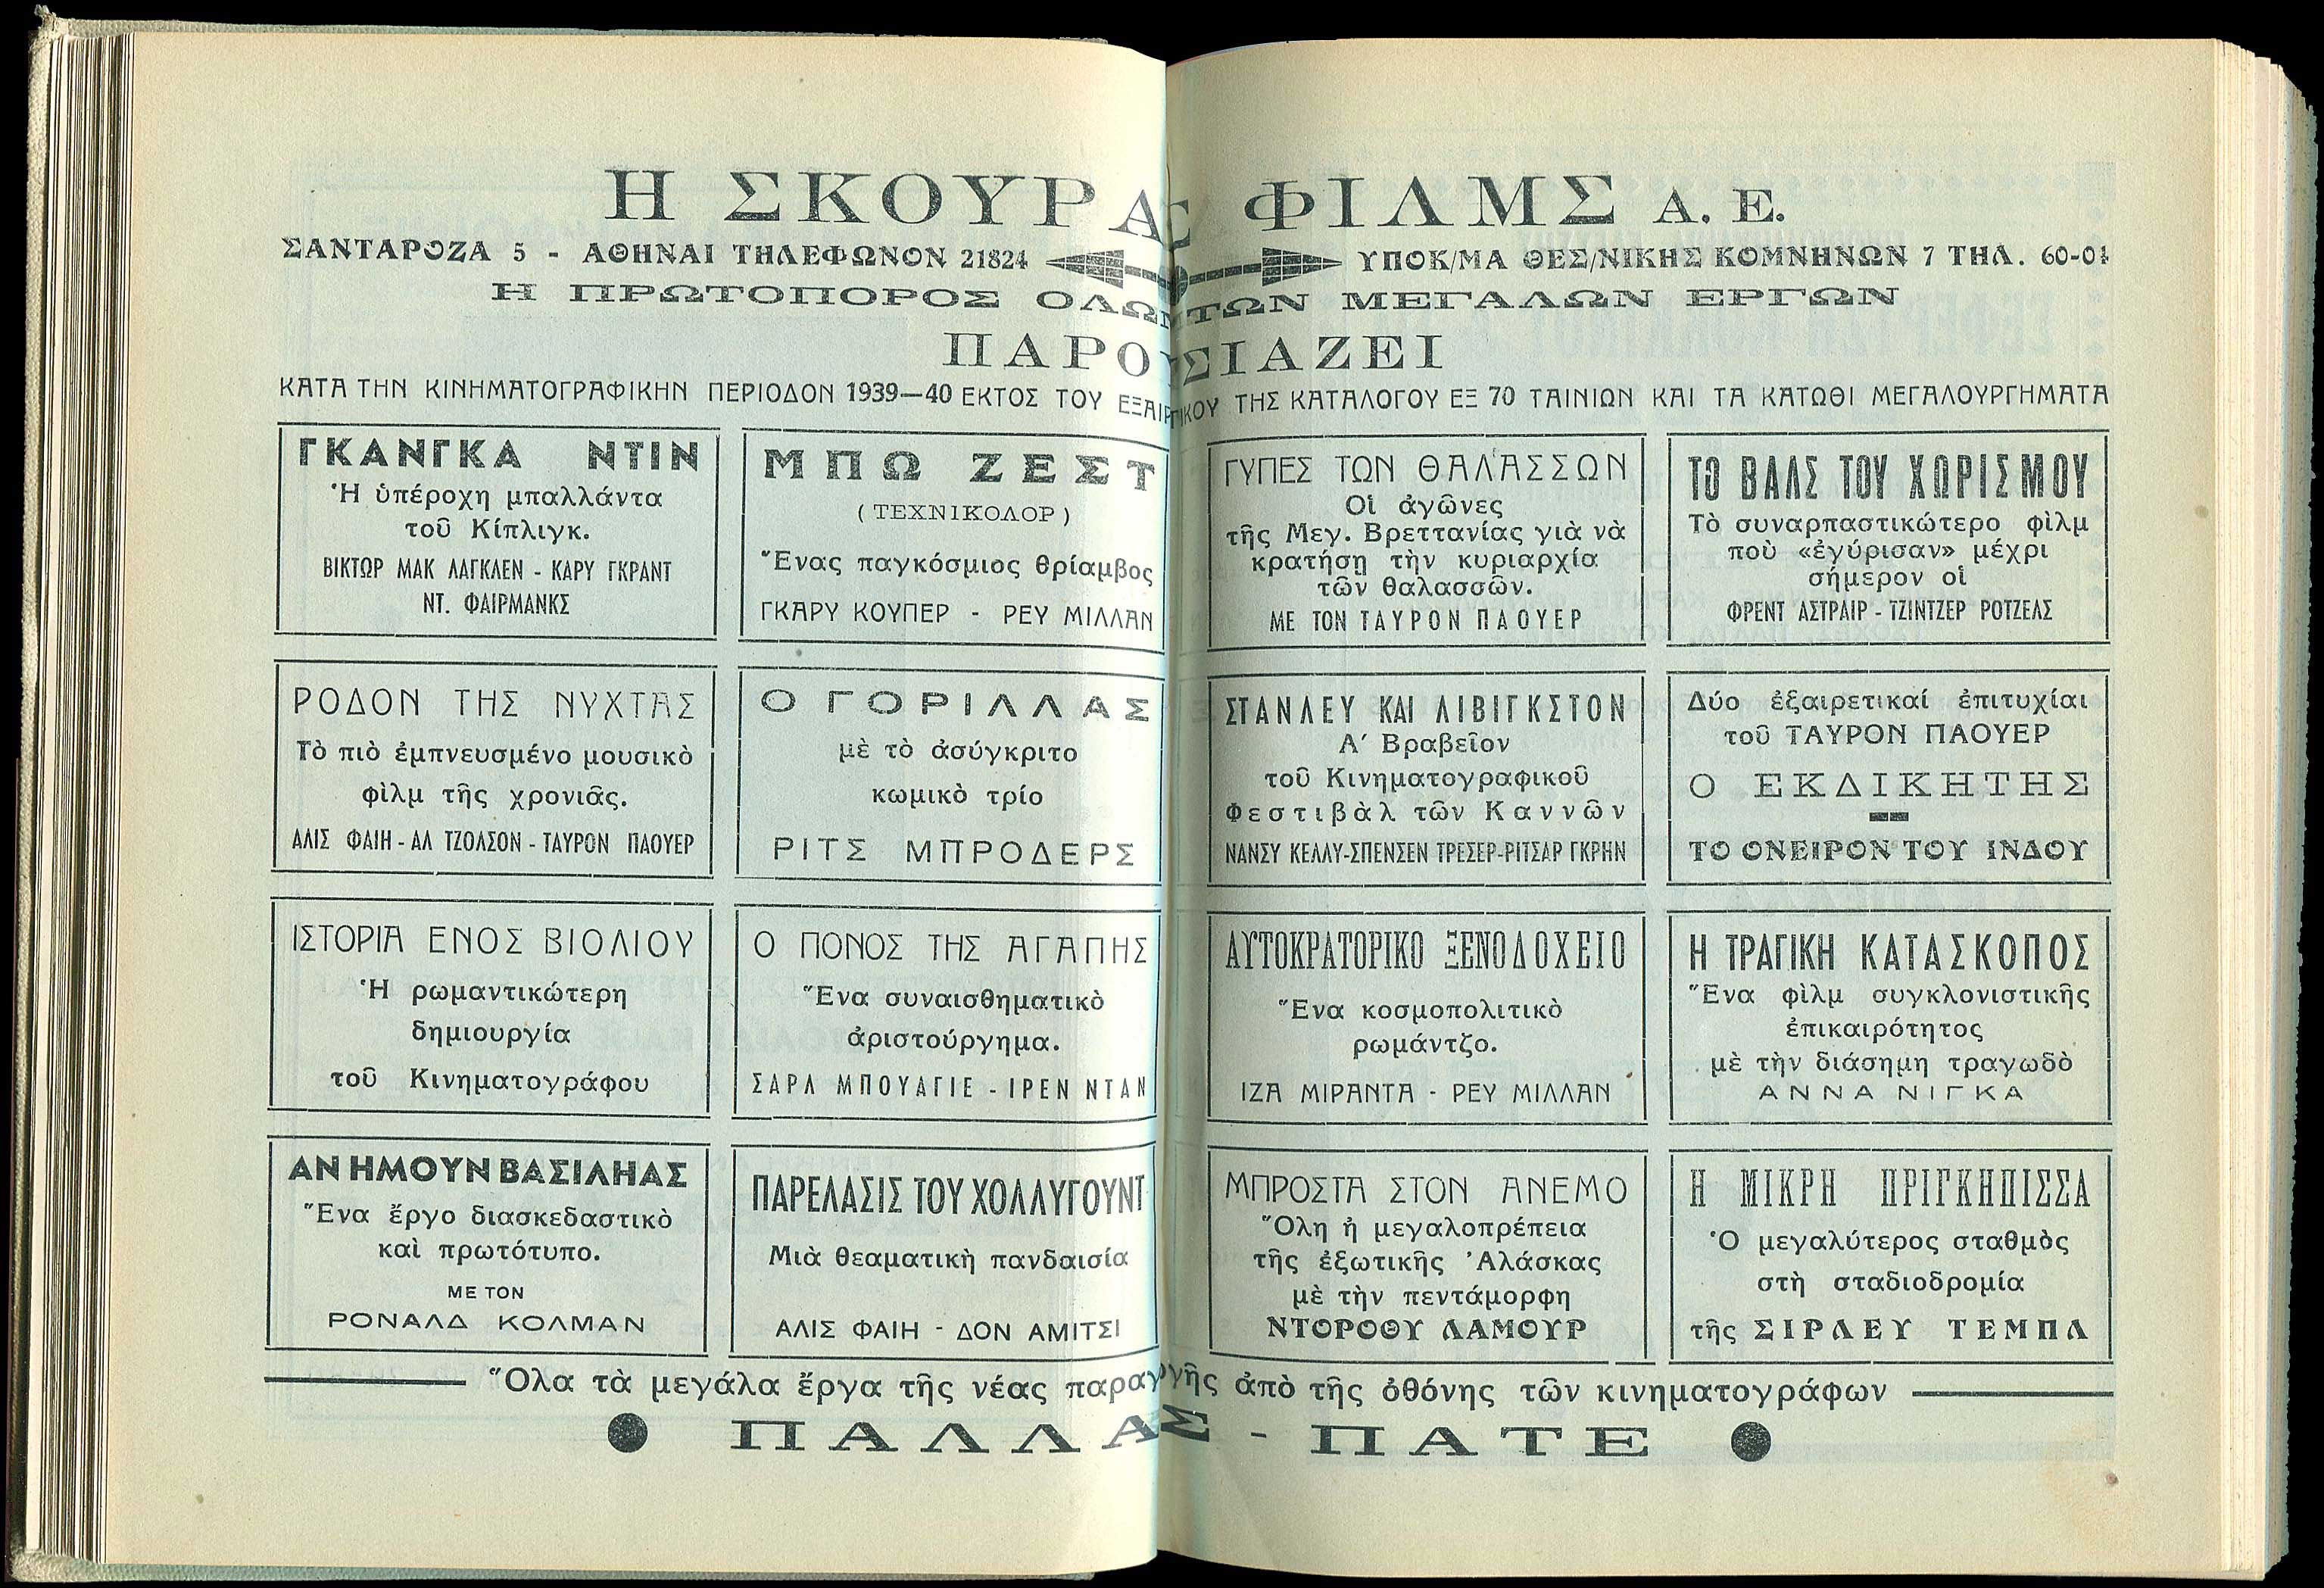 Η ΣΚΟΥΡΑΣ ΦΙΛΜΣ Α. Ε.
ΣΑΝΤΑΡΟΖΑ 5 - ΑΘΗΝΑΙ ΤΗΛΕΦΩΝΟΝ 21824 ΥΠΟΚ/ΜΑ ΘΕΣ/ΝΙΚΗΣ ΚΟΜΝΗΝΩΝ 7 ΤΗΛ. 60-04
Η ΠΡΩΤΟΠΟΡΟΣ ΟΛΩΝ ΤΩΝ ΜΕΓΑΛΩΝ ΕΡΓΩΝ
ΠΑΡΟΥΣΙΑΖΕΙ
ΚΑΤΑ ΤΗΝ ΚΙΝΗΜΑΤΟΓΡΑΦΙΚΗΝ ΠΕΡΙΟΔΟΝ 1939—40 ΕΚΤΟΣ ΤΟΥ ΕΞΑΙΡΕΤΙΚΟΥ ΤΗΣ ΚΑΤΑΛΟΓΟΥ ΕΞ 70 ΤΑΙΝΙΩΝ ΚΑΙ ΤΑ ΚΑΤΩΘΙ ΜΕΓΑΛΟΥΡΓΗΜΑΤΑ
ΓΚΑΝΓΚΑ ΝΤΙΝ
Ἡ ὑπέροχη μπαλλάντα
τοῦ Κίπλιγκ.
ΒΙΚΤΩΡ ΜΑΚ ΛΑΓΚΛΕΝ - ΚΑΡΥ ΓΚΡΑΝΤ
ΝΤ. ΦΑΙΡΜΑΝΚΣ
ΜΠΩ ΖΕΣΤ
(ΤΕΧΝΙΚΟΛΟΡ)
Ἕνας παγκόσμιος θρίαμβος
ΓΚΑΡΥ ΚΟΥΠΕΡ - ΡΕΥ ΜΙΛΛΑΝ
ΓΥΠΕΣ ΤΩΝ ΘΑΛΑΣΣΩΝ
Οἱ ἀγῶνες
τῆς Μεγ. Βρεττανίας γιὰ νὰ
κρατήση τὴν κυριαρχία
τῶν θαλασσῶν.
ΜΕ ΤΟΝ ΤΑΥΡΟΝ ΠΑΟΥΕΡ
ΤΟ ΒΑΛΣ ΤΟΥ ΧΩΡΙΣΜΟΥ
Τὸ συναρπαστικώτερο φὶλμ
ποὺ «ἐγύρισαν» μέχρι
σήμερον οἱ
ΦΡΕΝΤ ΑΣΤΡΑΙΡ - ΤΖΙΝΤΖΕΡ ΡΟΤΖΕΛΣ
ΡΟΔΟΝ ΤΗΣ ΝΥΧΤΑΣ
Τὸ πιὸ ἐμπνευσμένο μουσικὸ
φὶλμ τῆς χρονιᾶς.
ΑΛΙΣ ΦΑΙΗ - ΑΛ ΤΖΟΛΣΟΝ - ΤΑΥΡΟΝ ΠΑΟΥΕΡ
Ο ΓΟΡΙΛΛΑΣ
μὲ τὸ ἀσύγκριτο
κωμικὸ τρίο
ΡΙΤΣ ΜΠΡΟΔΕΡΣ
ΣΤΑΝΛΕΥ ΚΑΙ ΛΙΒΙΓΚΣΤΟΝ
Α΄ Βραβεῖον
τοῦ Κινηματογραφικοῦ
Φεστιβὰλ τῶν Καννῶν
ΝΑΝΣΥ ΚΕΛΛΥ-ΣΠΕΝΣΕΝ ΤΡΕΣΕΡ-ΡΙΤΣΑΡ ΓΚΡΗΝ
Δύο ἐξαιρετικαί ἐπιτυχίαι
τοῦ ΤΑΥΡΟΝ ΠΑΟΥΕΡ
Ο ΕΚΔΙΚΗΤΗΣ
ΤΟ ΟΝΕΙΡΟΝ ΤΟΥ ΙΝΔΟΥ
ΙΣΤΟΡΙΑ ΕΝΟΣ ΒΙΟΛΙΟΥ
Ἡ ρωμαντικώτερη
δημιουργία
τοῦ Κινηματογράφου
Ο ΠΟΝΟΣ ΤΗΣ ΑΓΑΠΗΣ
Ἕνα συναισθηματικὸ
ἀριστούργημα.
ΣΑΡΛ ΜΠΟΥΑΓΙΕ - ΙΡΕΝ ΝΤΑΝ
ΑΥΤΟΚΡΑΤΟΡΙΚΟ ΞΕΝΟΔΟΧΕΙΟ
Ἕνα κοσμοπολιτικὸ
ρωμάντζο.
ΙΖΑ ΜΙΡΑΝΤΑ - ΡΕΥ ΜΙΛΛΑΝ
Η ΤΡΑΓΙΚΗ ΚΑΤΑΣΚΟΠΟΣ
Ἕνα φὶλμ συγκλονιστικῆς
ἐπικαιρότητος
μὲ τὴν διάσημη τραγωδὸ
ΑΝΝΑ ΝΙΓΚΑ
ΑΝ ΗΜΟΥΝ ΒΑΣΙΛΗΑΣ
Ἕνα ἔργο διασκεδαστικὸ
καὶ πρωτότυπο.
ΜΕ ΤΟΝ
ΡΟΝΑΛΔ ΚΟΛΜΑΝ
ΠΑΡΕΛΑΣΙΣ ΤΟΥ ΧΟΛΛΥΓΟΥΝΤ
Μιὰ θεαματικὴ πανδαισία
ΑΛΙΣ ΦΑΙΗ - ΔΟΝ ΑΜΙΤΣΙ
ΜΠΡΟΣΤΑ ΣΤΟΝ ΑΝΕΜΟ
Ὅλη ἡ μεγαλοπρέπεια
τῆς ἐξωτικῆς Ἀλάσκας
μὲ τὴν πεντάμορφη
ΝΤΟΡΟΘΥ ΛΑΜΟΥΡ
Η ΜΙΚΡΗ ΠΡΙΓΚΗΠΙΣΣΑ
Ὁ μεγαλύτερος σταθμὸς
στὴ σταδιοδρομία
τῆς ΣΙΡΛΕΥ ΤΕΜΠΛ
Ὅλα τὰ μεγάλα ἔργα τῆς νέας παραγωγῆς ἀπὸ τῆς ὀθόνης τῶν κινηματογράφων
ΠΑΛΛΑΣ - ΠΑΤΕ